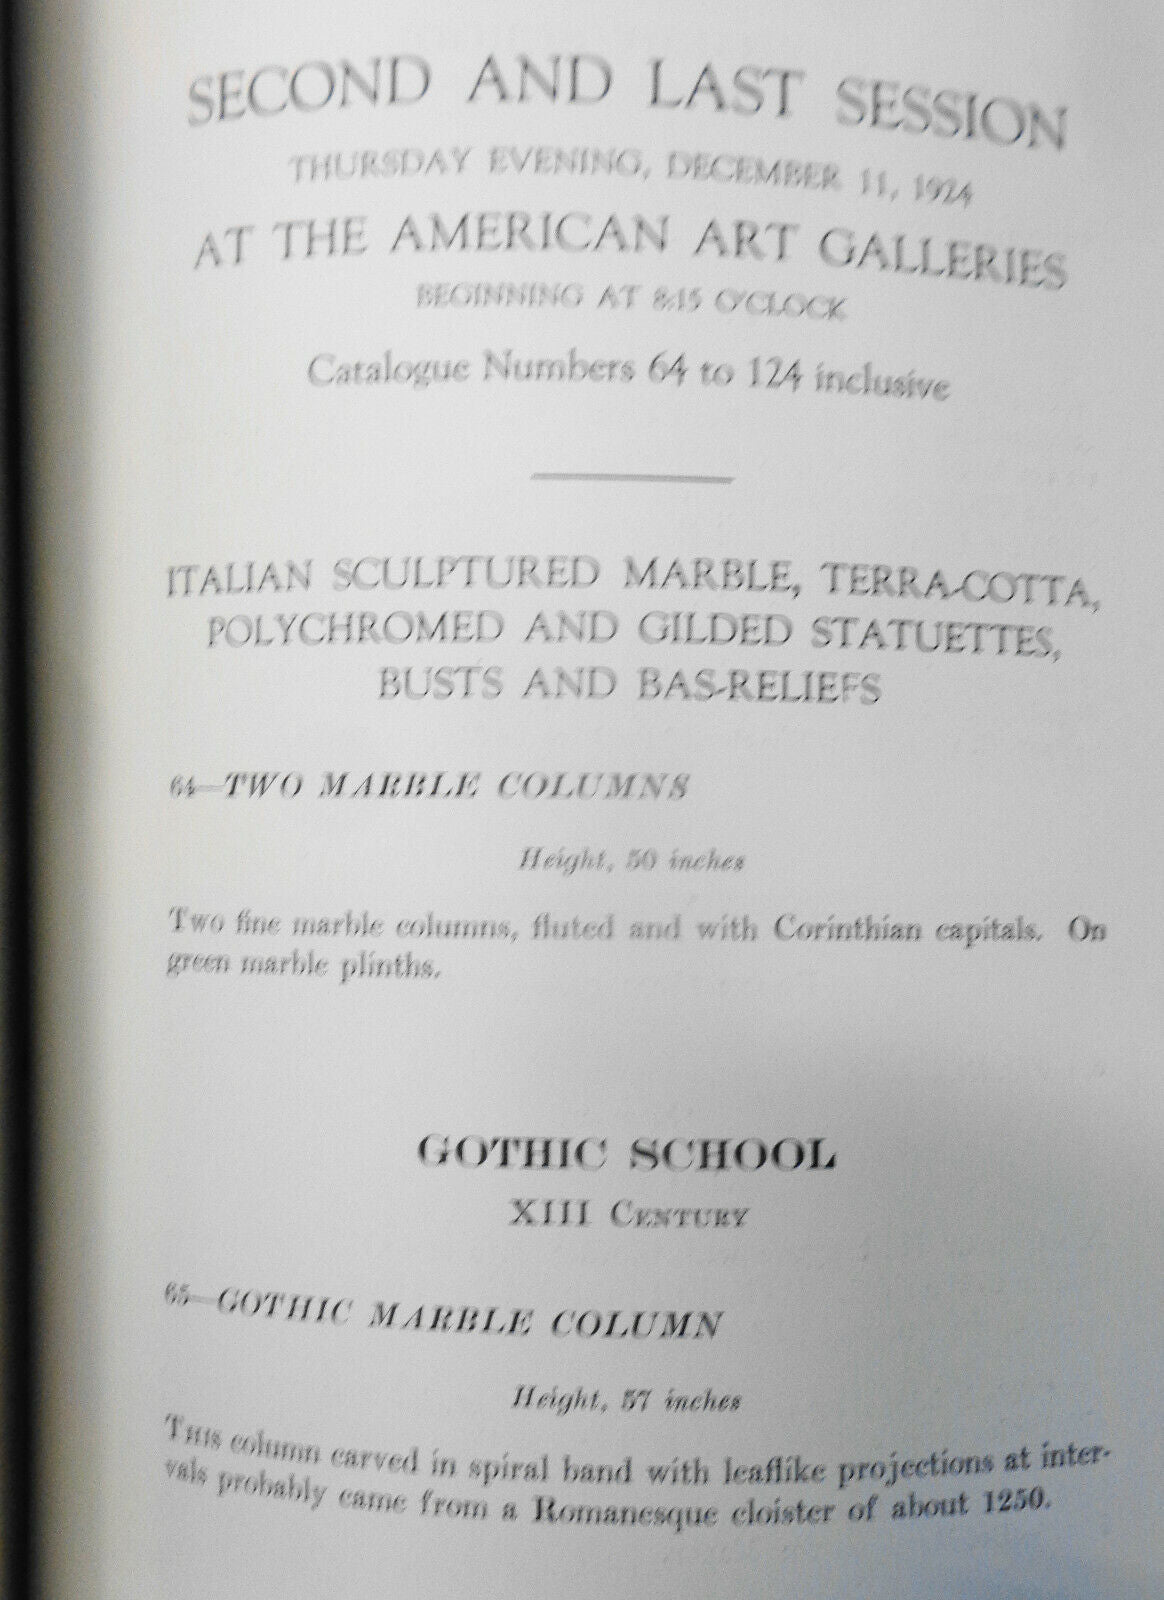 SECOND AND LAST SESSION
THURSDAY EVENING, DECEMBER 11, 1924
AT THE AMERICAN ART GALLERIES
BEGINNING AT 8:15 O'CLOCK
Catalogue Numbers 64 to 124 inclusive
ITALIAN SCULPTURED MARBLE, TERRA-COTTA,
POLYCHROMED AND GILDED STATUETTES,
BUSTS AND BAS-RELIEFS
64—TWO MARBLE COLUMNS
Height, 50 inches
Two fine marble columns, fluted and with Corinthian capitals. On
green marble plinths.
GOTHIC SCHOOL
XIII CENTURY
65—GOTHIC MARBLE COLUMN
Height, 57 inches
THIS column carved in spiral band with leaflike projections at inter-
vals probably came from a Romanesque cloister of about 1250.